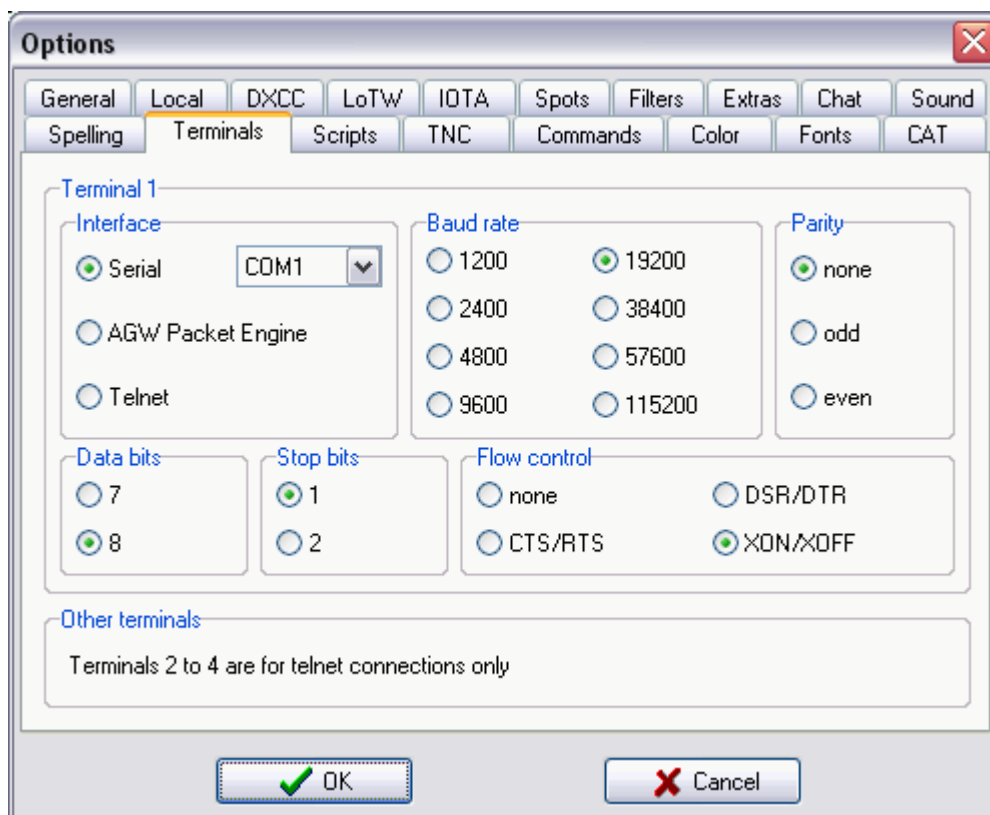 Options
General Local DXCC LoTW IOTA Spots Filters Extras Chat Sound
Spelling Terminals Scripts TNC Commands Color Fonts CAT
Terminal 1
Interface
Serial COM1
AGW Packet Engine
Telnet
Baud rate
1200 19200
2400 38400
4800 57600
9600 115200
Parity
none
odd
even
Data bits
7
8
Stop bits
1
2
Flow control
none DSR/DTR
CTS/RTS XON/XOFF
Other terminals
Terminals 2 to 4 are for telnet connections only
OK Cancel